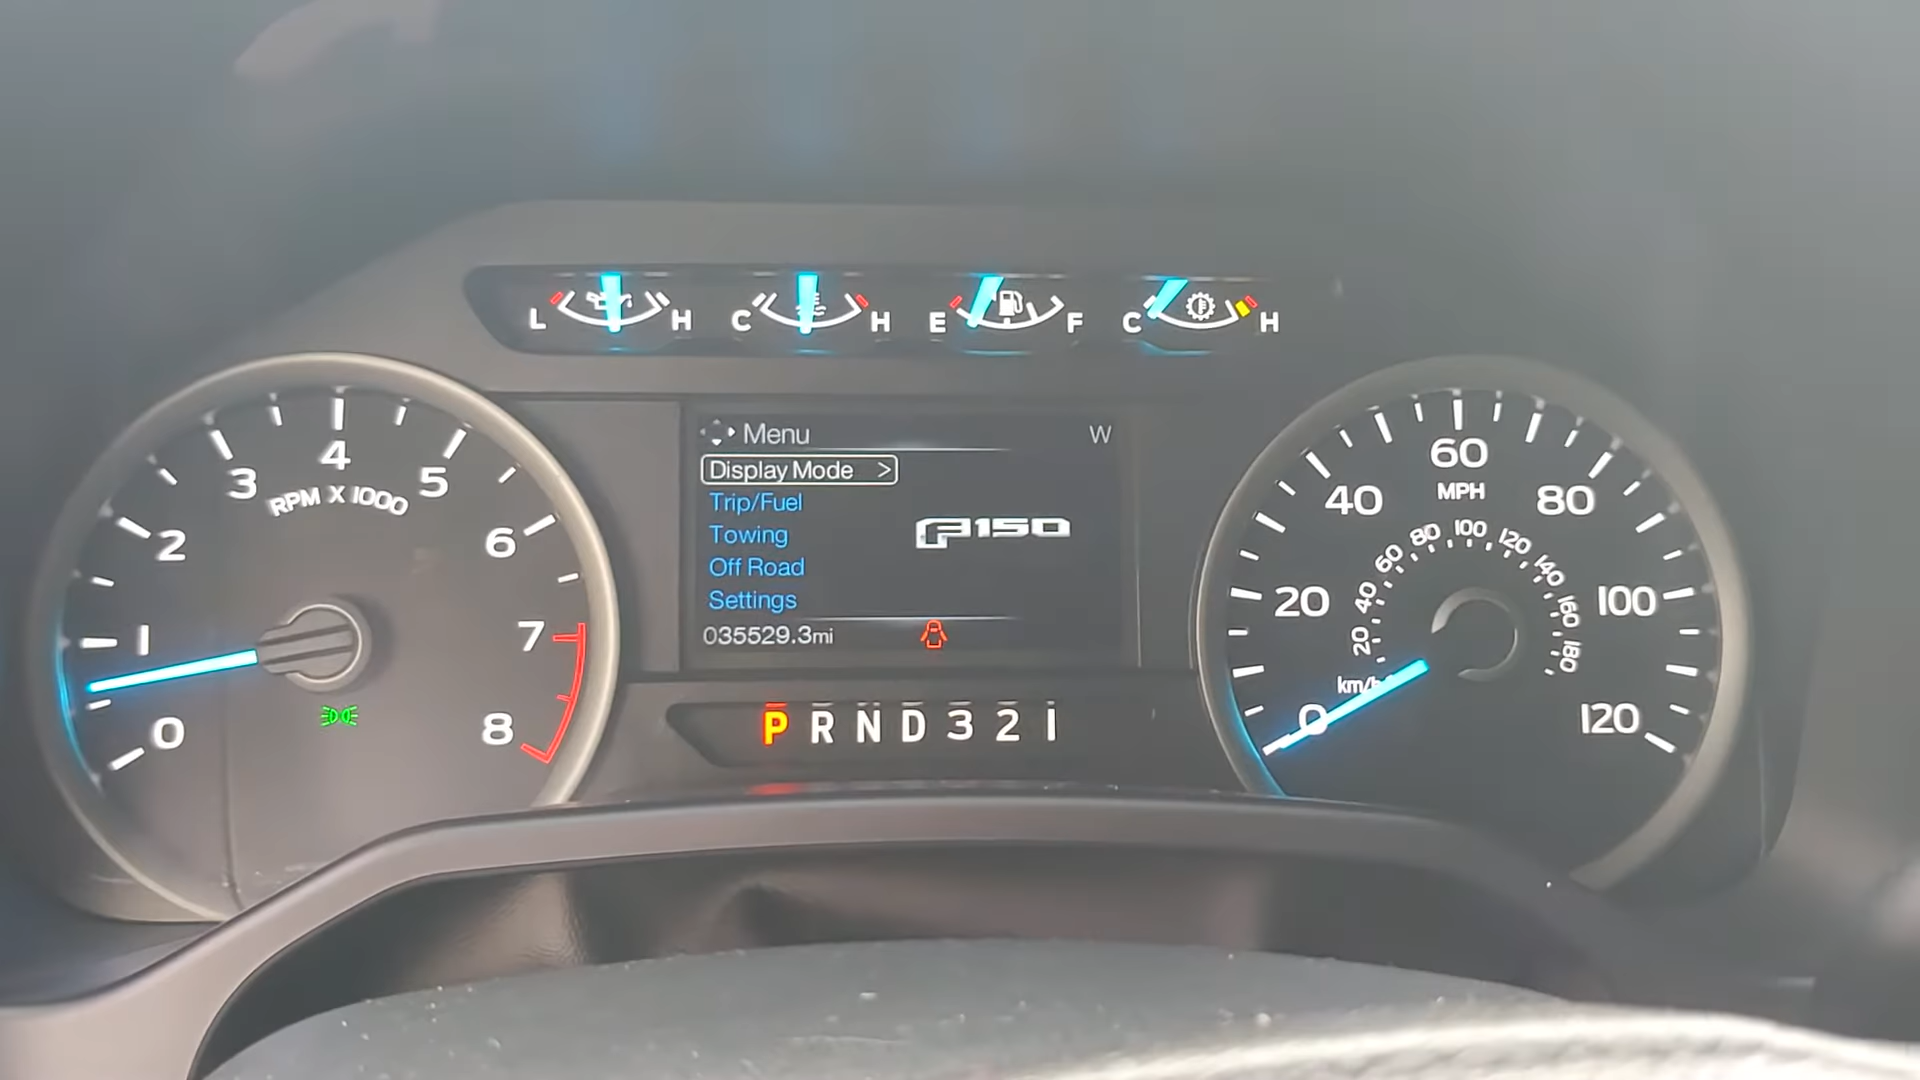 L H C H E F C H
0 1 2 3 4 5 6 7 8
RPM X 1000
Menu W
Display Mode >
Trip/Fuel
Towing
Off Road
Settings
F150
035529.3mi
P R N D 3 2 1
0 20 40 60 80 100 120
MPH
20 40 60 80 100 120 140 160 180
km/h